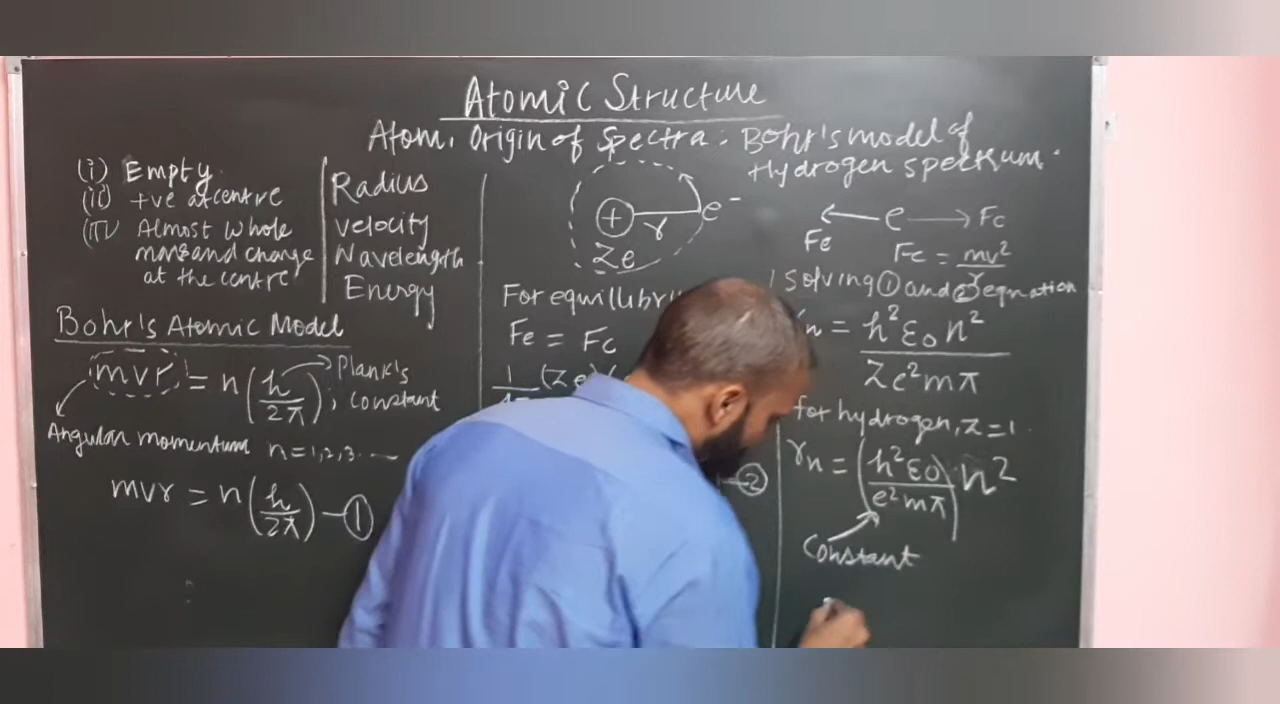 Atomic Structure
Atom: Origin of Spectra: Bohr's model of
Hydrogen spectrum.
(i) Empty.
(ii) +ve at centre
(iii) Almost whole
mass and charge
at the centre
Radius
velocity
Wavelength
Energy
Bohr's Atomic Model
mvr = n(h/2π); Plank's
constant
Angular momentum n=1,2,3...
mvr = n(h/2π) — ①
+ r e-
Ze
For equillibri
Fe = Fc
1 (Ze)
②
Fe ← e → Fc
Fc = mv²/r
Solving ① and ② equation
n = h²ε0n²/Ze²mπ
for hydrogen, Z=1.
rn = (h²ε0/e²mπ) n²
Constant